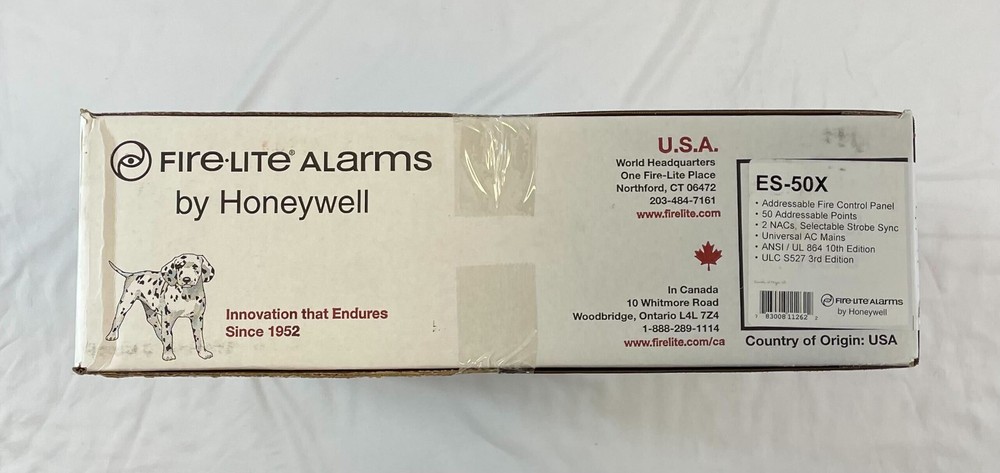 FIRE·LITE® ALARMS
by Honeywell
Innovation that Endures
Since 1952
U.S.A.
World Headquarters
One Fire-Lite Place
Northford, CT 06472
203-484-7161
www.firelite.com
In Canada
10 Whitmore Road
Woodbridge, Ontario L4L 7Z4
1-888-289-1114
www.firelite.com/ca
ES-50X
• Addressable Fire Control Panel
• 50 Addressable Points
• 2 NACs, Selectable Strobe Sync
• Universal AC Mains
• ANSI / UL 864 10th Edition
• ULC S527 3rd Edition
1 83008 11262 2
FIRE·LITE ALARMS
by Honeywell
Country of Origin: USA